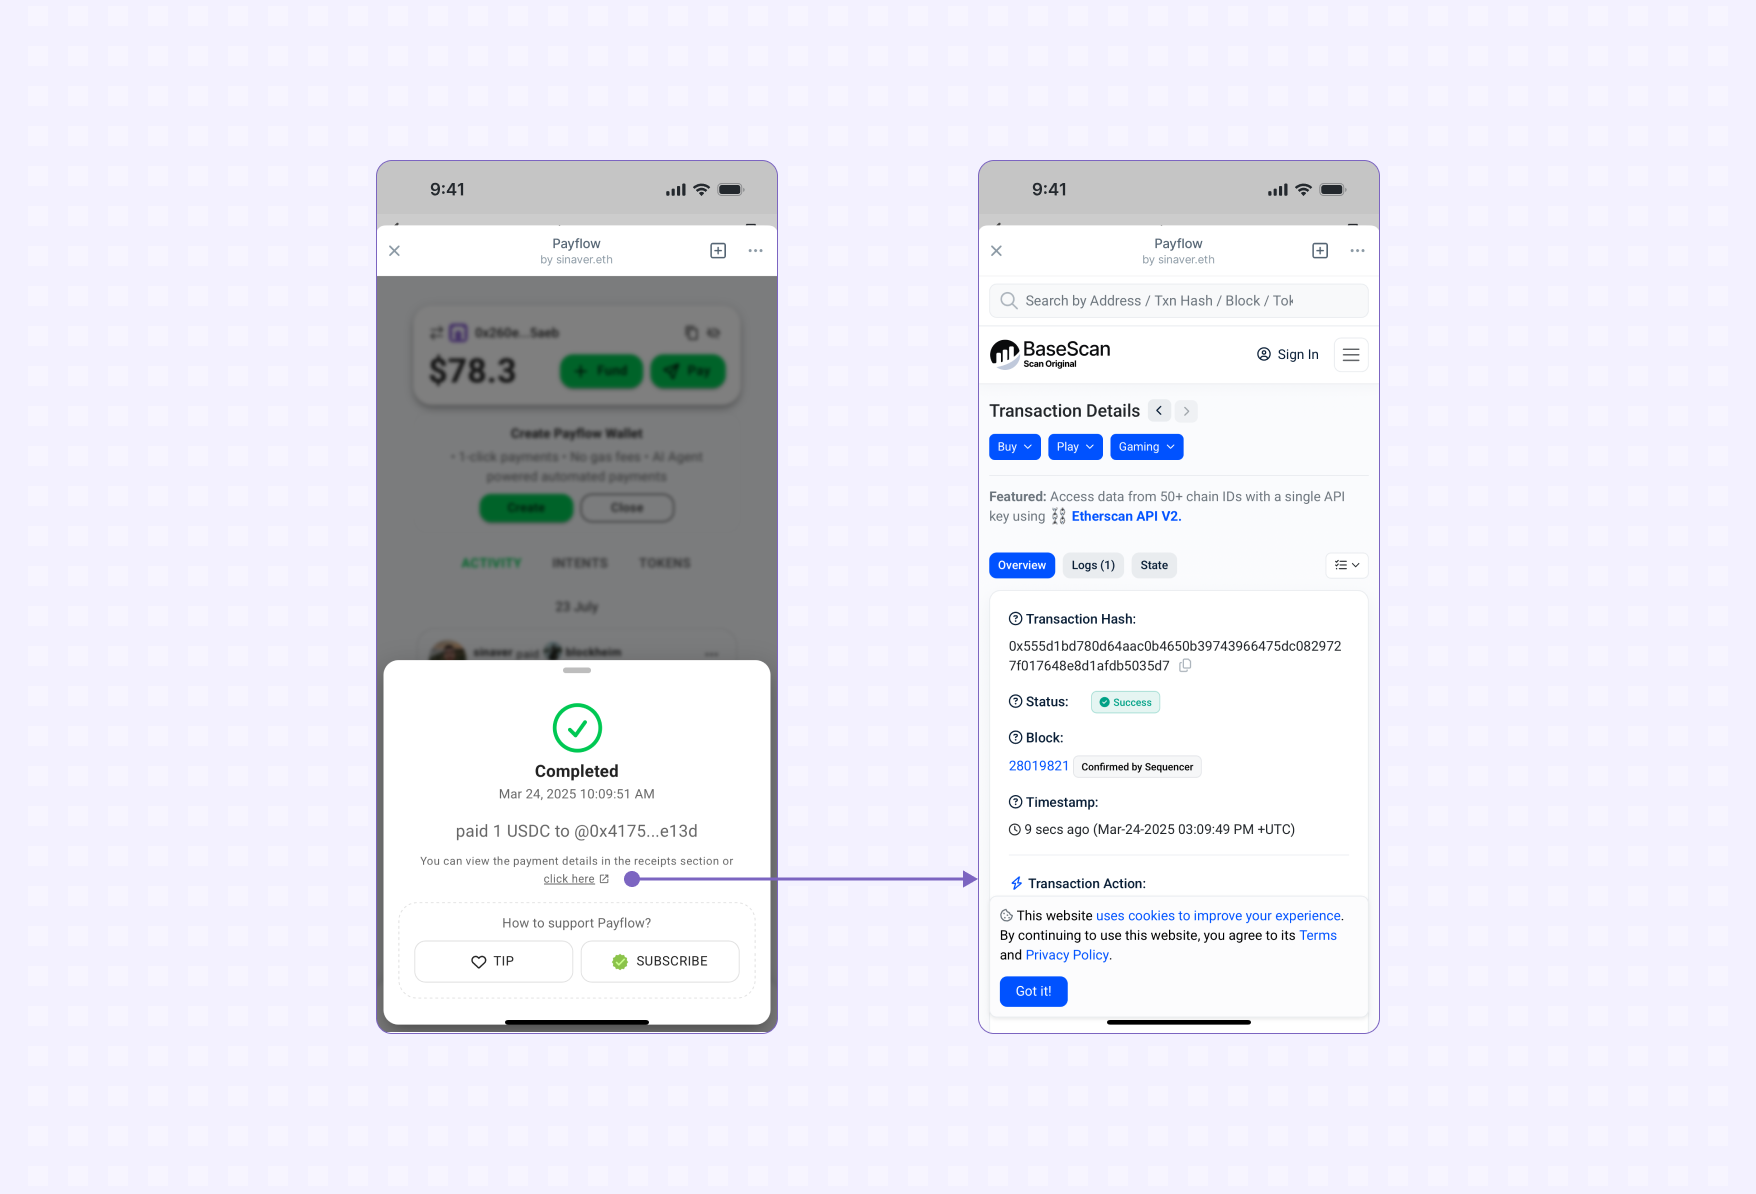 9:41
Payflow
by sinaver.eth
0x260e...5aeb
$78.3
Fund
Pay
Create Payflow Wallet
• 1-click payments • No gas fees • AI Agent
powered automated payments
Create
Close
ACTIVITY
INTENTS
TOKENS
23 July
sinaver paid blockheim
Completed
Mar 24, 2025 10:09:51 AM
paid 1 USDC to @0x4175...e13d
You can view the payment details in the receipts section or
click here
How to support Payflow?
TIP
SUBSCRIBE
9:41
Payflow
by sinaver.eth
Search by Address / Txn Hash / Block / Tok
BaseScan
Scan Original
Sign In
Transaction Details
Buy
Play
Gaming
Featured: Access data from 50+ chain IDs with a single API
key using Etherscan API V2.
Overview
Logs (1)
State
Transaction Hash:
0x555d1bd780d64aac0b4650b39743966475dc082972
7f017648e8d1afdb5035d7
Status:
Success
Block:
28019821
Confirmed by Sequencer
Timestamp:
9 secs ago (Mar-24-2025 03:09:49 PM +UTC)
Transaction Action:
This website uses cookies to improve your experience.
By continuing to use this website, you agree to its Terms
and Privacy Policy.
Got it!